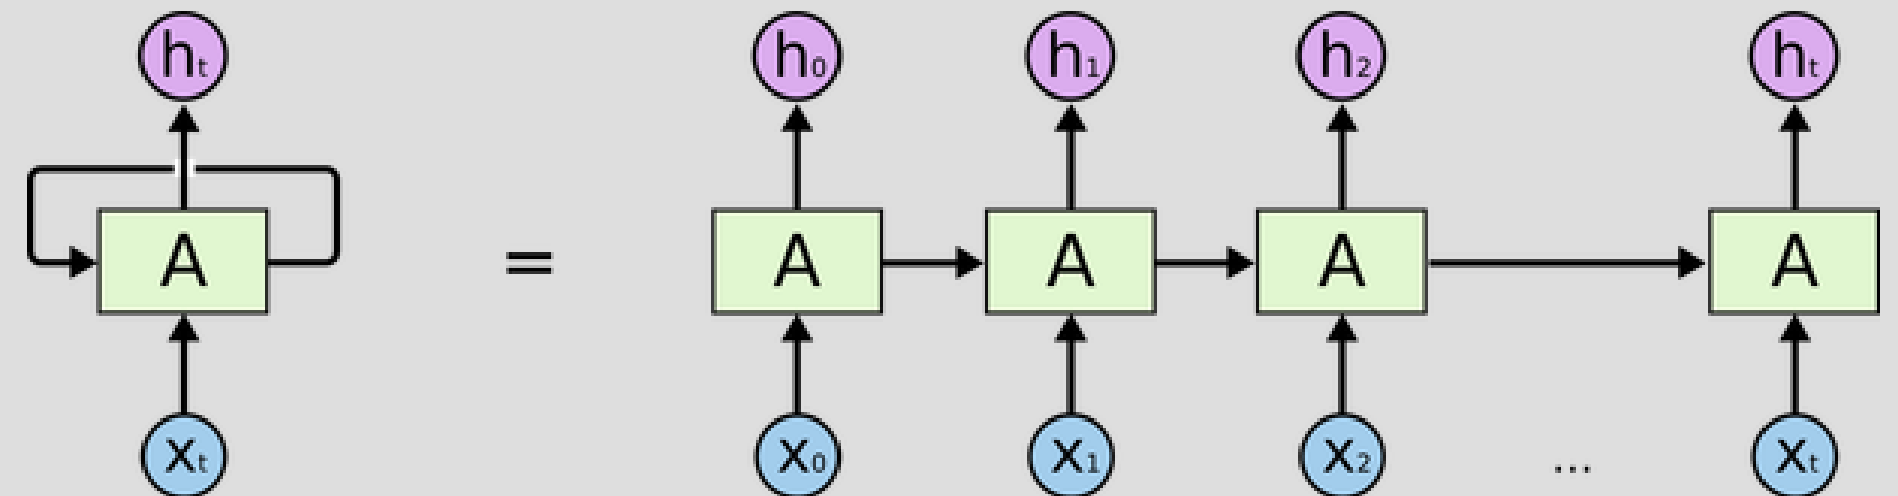 hₜ h₀ h₁ h₂ hₜ
A = A A A A
xₜ x₀ x₁ x₂ ... xₜ